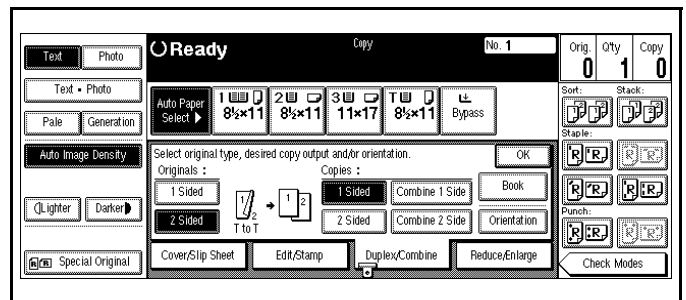 Text Photo
Text • Photo
Pale Generation
Auto Image Density
Lighter Darker
Special Original
Ready Copy No. 1
Auto Paper Select ▶
1 8½×11
2 8½×11
3 11×17
T 8½×11
Bypass
Select original type, desired copy output and/or orientation.
OK
Originals :
1 Sided
2 Sided
1/2 → 1 2
T to T
Copies :
1 Sided Combine 1 Side
2 Sided Combine 2 Side
Book
Orientation
Cover/Slip Sheet Edit/Stamp Duplex/Combine Reduce/Enlarge
Orig. Q'ty Copy
0 1 0
Sort: Stack:
Staple:
Punch:
Check Modes